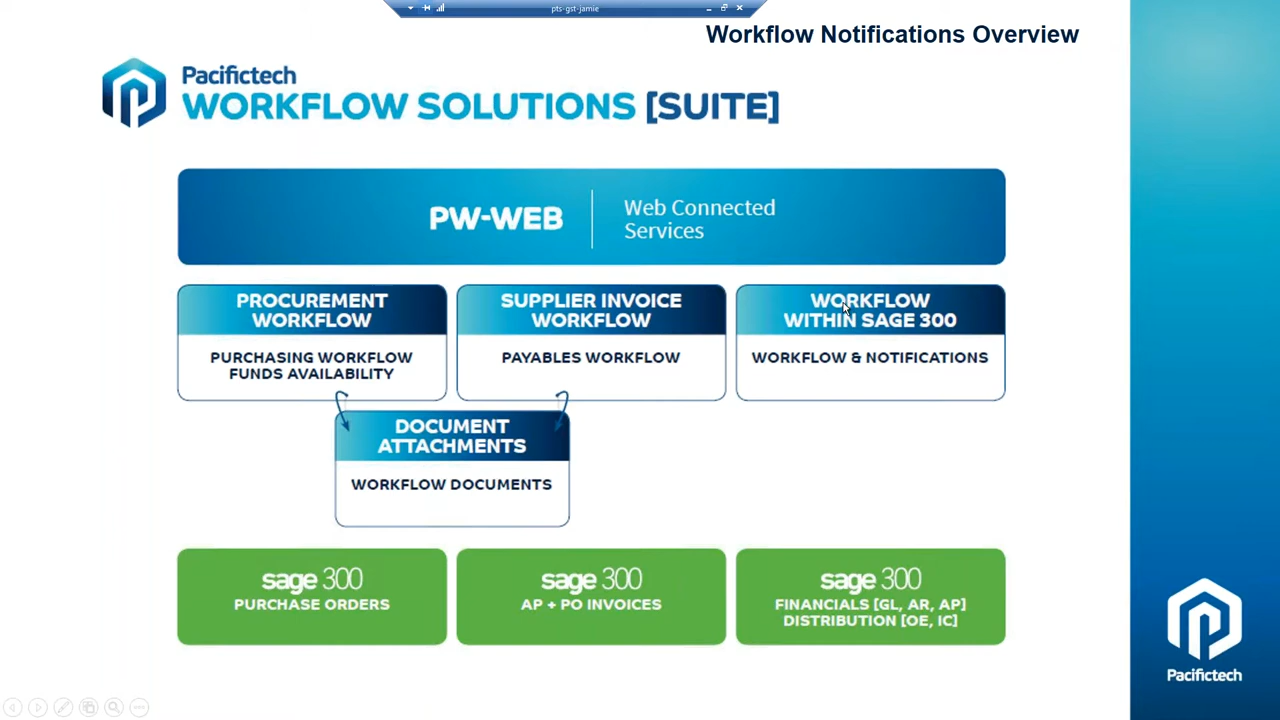 pts-gst-jamie
Workflow Notifications Overview
Pacifictech
WORKFLOW SOLUTIONS [SUITE]
PW-WEB
Web Connected
Services
PROCUREMENT
WORKFLOW
PURCHASING WORKFLOW
FUNDS AVAILABILITY
SUPPLIER INVOICE
WORKFLOW
PAYABLES WORKFLOW
WORKFLOW
WITHIN SAGE 300
WORKFLOW & NOTIFICATIONS
DOCUMENT
ATTACHMENTS
WORKFLOW DOCUMENTS
sage 300
PURCHASE ORDERS
sage 300
AP + PO INVOICES
sage 300
FINANCIALS [GL, AR, AP]
DISTRIBUTION [OE, IC]
Pacifictech